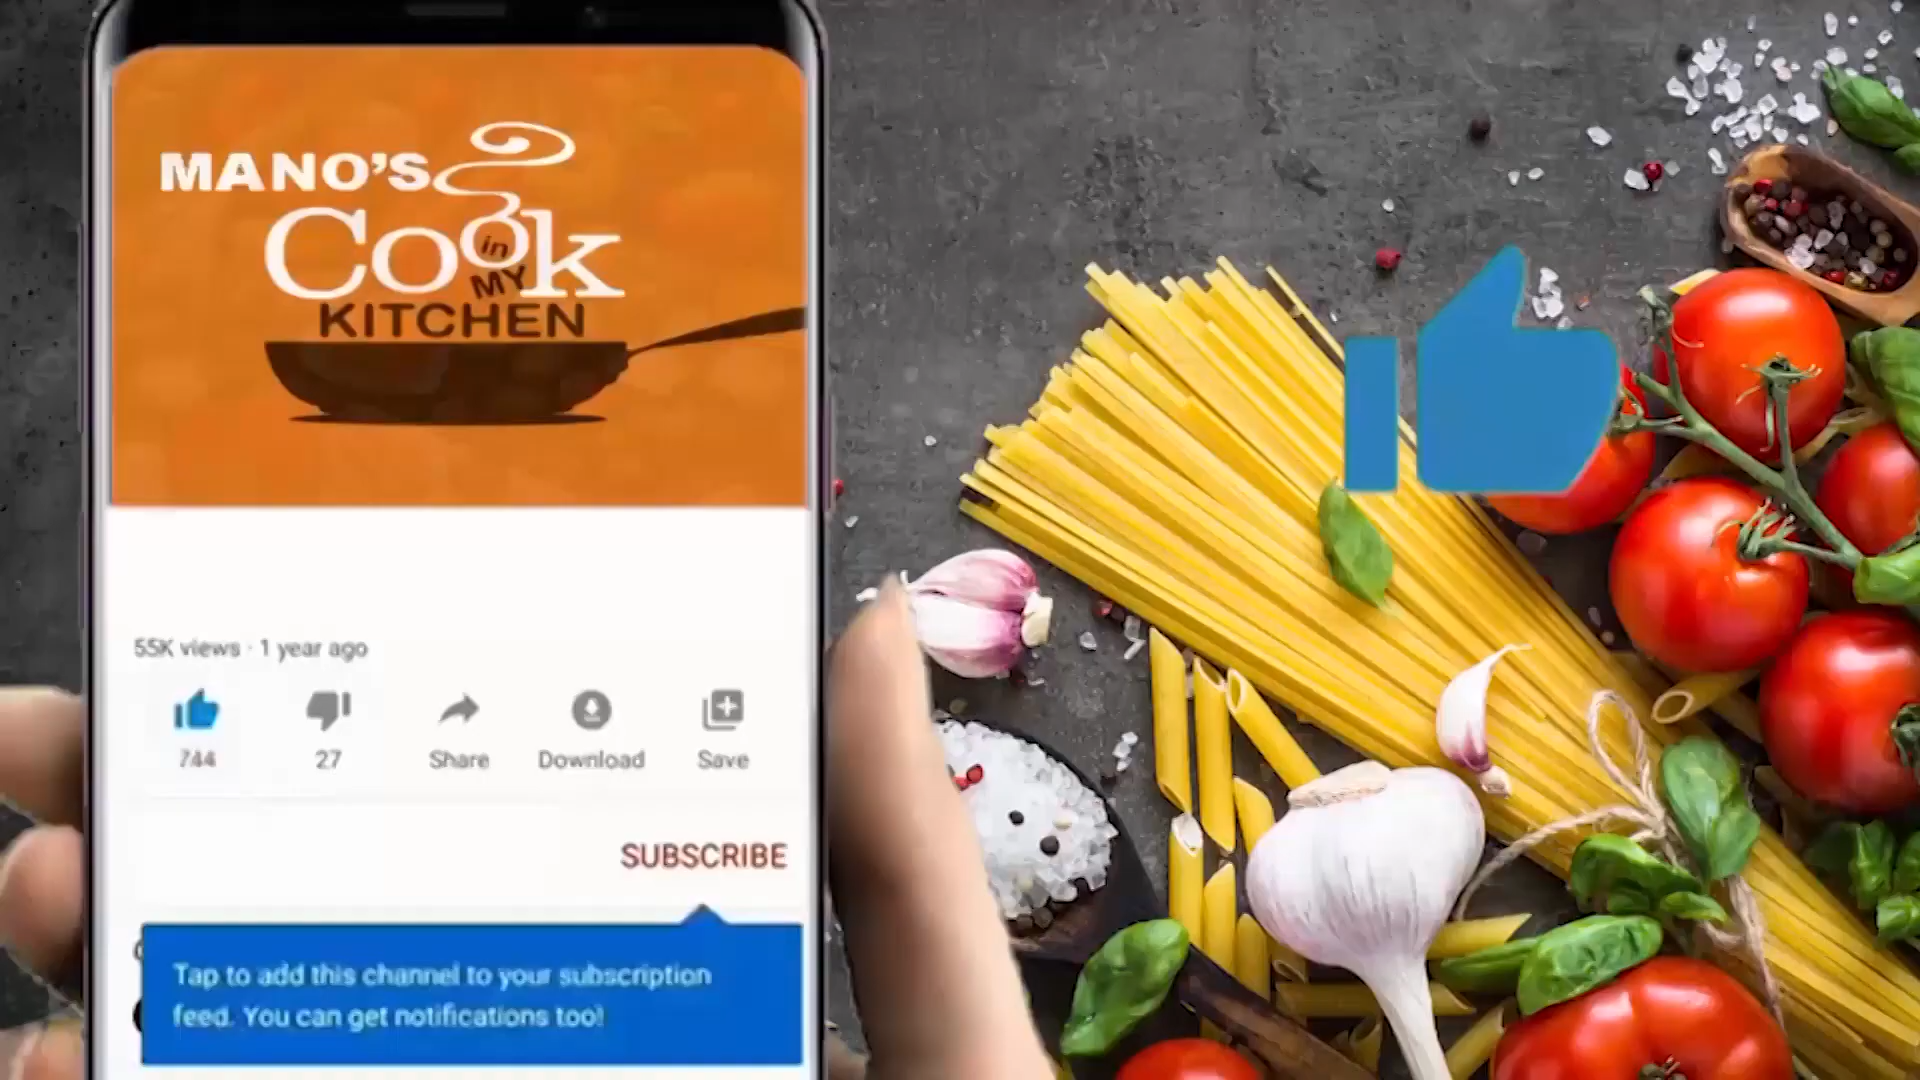 MANO'S
Cook
in
MY
KITCHEN
55K views · 1 year ago
744
27
Share
Download
Save
SUBSCRIBE
Tap to add this channel to your subscription
feed. You can get notifications too!